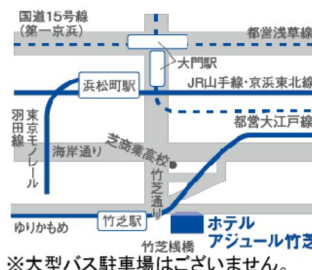 国道15号線
(第一京浜)
都営浅草線
大門駅
浜松町駅
JR山手線・京浜東北線
都営大江戸線
東京モノレール
羽田線
海岸通り
芝商業高校
竹芝通り
ゆりかもめ
竹芝駅
竹芝桟橋
ホテル
アジュール竹芝
※大型バス駐車場はございません。